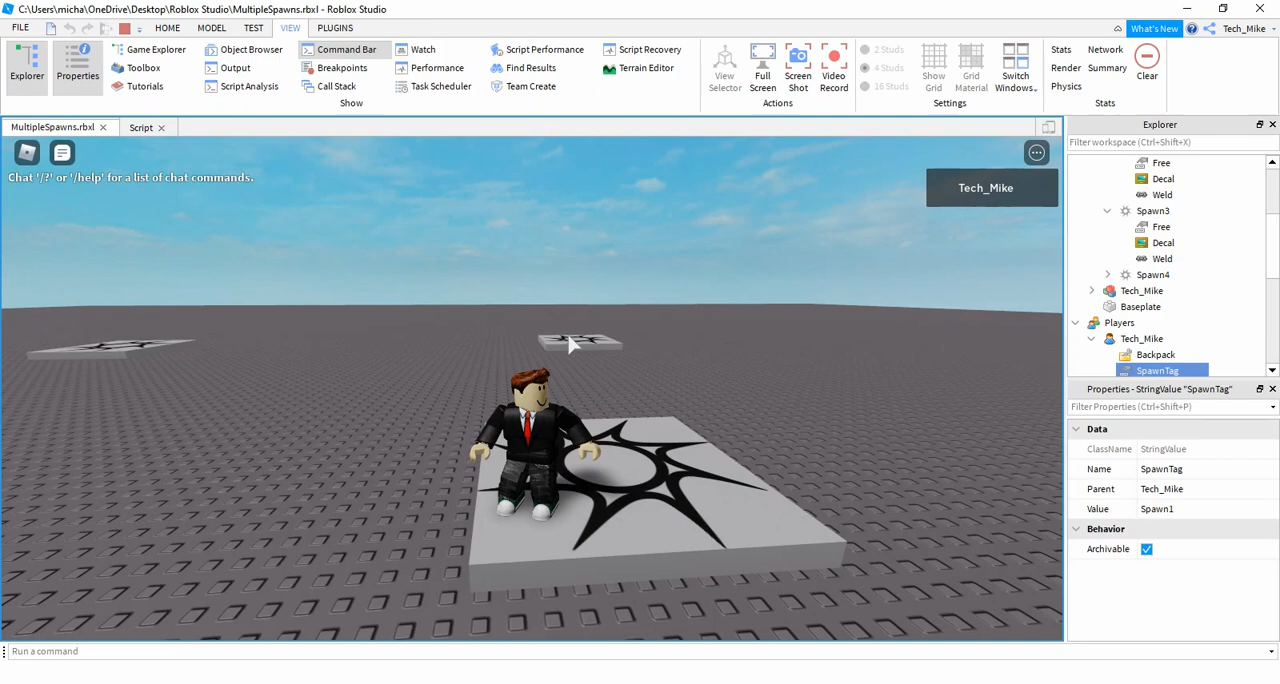 C:\Users\micha\OneDrive\Desktop\Roblox Studio\MultipleSpawns.rbxl - Roblox Studio
FILE HOME MODEL TEST VIEW PLUGINS What's New Tech_Mike
Explorer
Properties
Game Explorer
Toolbox
Tutorials
Object Browser
Output
Script Analysis
Command Bar
Breakpoints
Call Stack
Watch
Performance
Task Scheduler
Script Performance
Find Results
Team Create
Script Recovery
Terrain Editor
Show
View
Selector
Full
Screen
Screen
Shot
Video
Record
Actions
2 Studs
4 Studs
16 Studs
Show
Grid
Grid
Material
Switch
Windows
Settings
Stats
Render
Physics
Network
Summary
Clear
Stats
MultipleSpawns.rbxl
Script
Chat '/?' or '/help' for a list of chat commands.
Tech_Mike
Explorer
Filter workspace (Ctrl+Shift+X)
Free
Decal
Weld
Spawn3
Free
Decal
Weld
Spawn4
Tech_Mike
Baseplate
Players
Tech_Mike
Backpack
SpawnTag
Properties - StringValue "SpawnTag"
Filter Properties (Ctrl+Shift+P)
Data
ClassName StringValue
Name SpawnTag
Parent Tech_Mike
Value Spawn1
Behavior
Archivable
Run a command